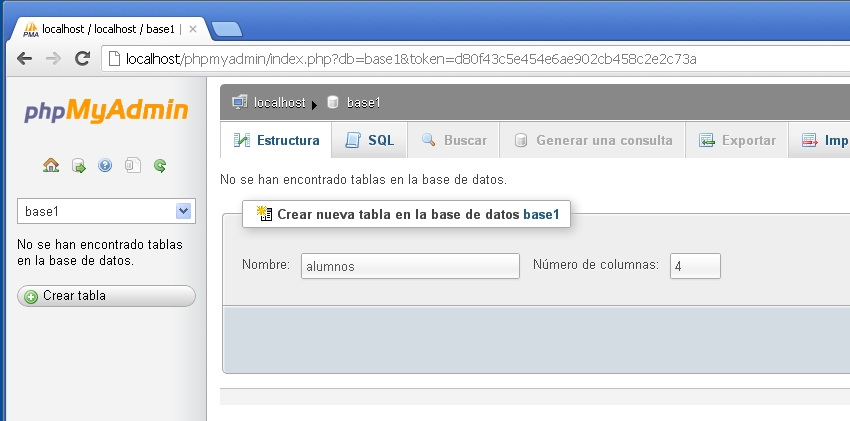 localhost / localhost / base1
localhost/phpmyadmin/index.php?db=base1&token=d80f43c5e454e6ae902cb458c2e2c73a
phpMyAdmin
base1
No se han encontrado tablas
en la base de datos.
Crear tabla
localhost base1
Estructura SQL Buscar Generar una consulta Exportar Imp
No se han encontrado tablas en la base de datos.
Crear nueva tabla en la base de datos base1
Nombre: alumnos Número de columnas: 4